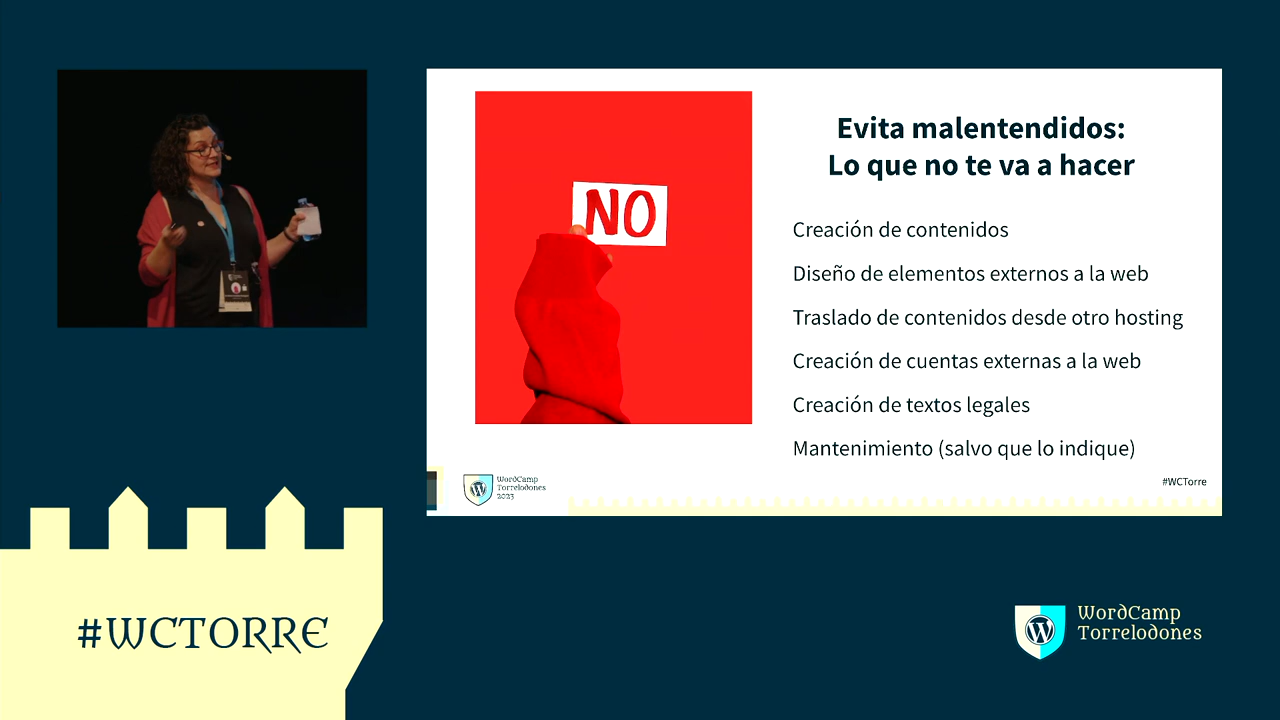 NO
Evita malentendidos:
Lo que no te va a hacer
Creación de contenidos
Diseño de elementos externos a la web
Traslado de contenidos desde otro hosting
Creación de cuentas externas a la web
Creación de textos legales
Mantenimiento (salvo que lo indique)
WordCamp
Torrelodones
2023
#WCTorre
#WCTORRE
WordCamp
Torrelodones